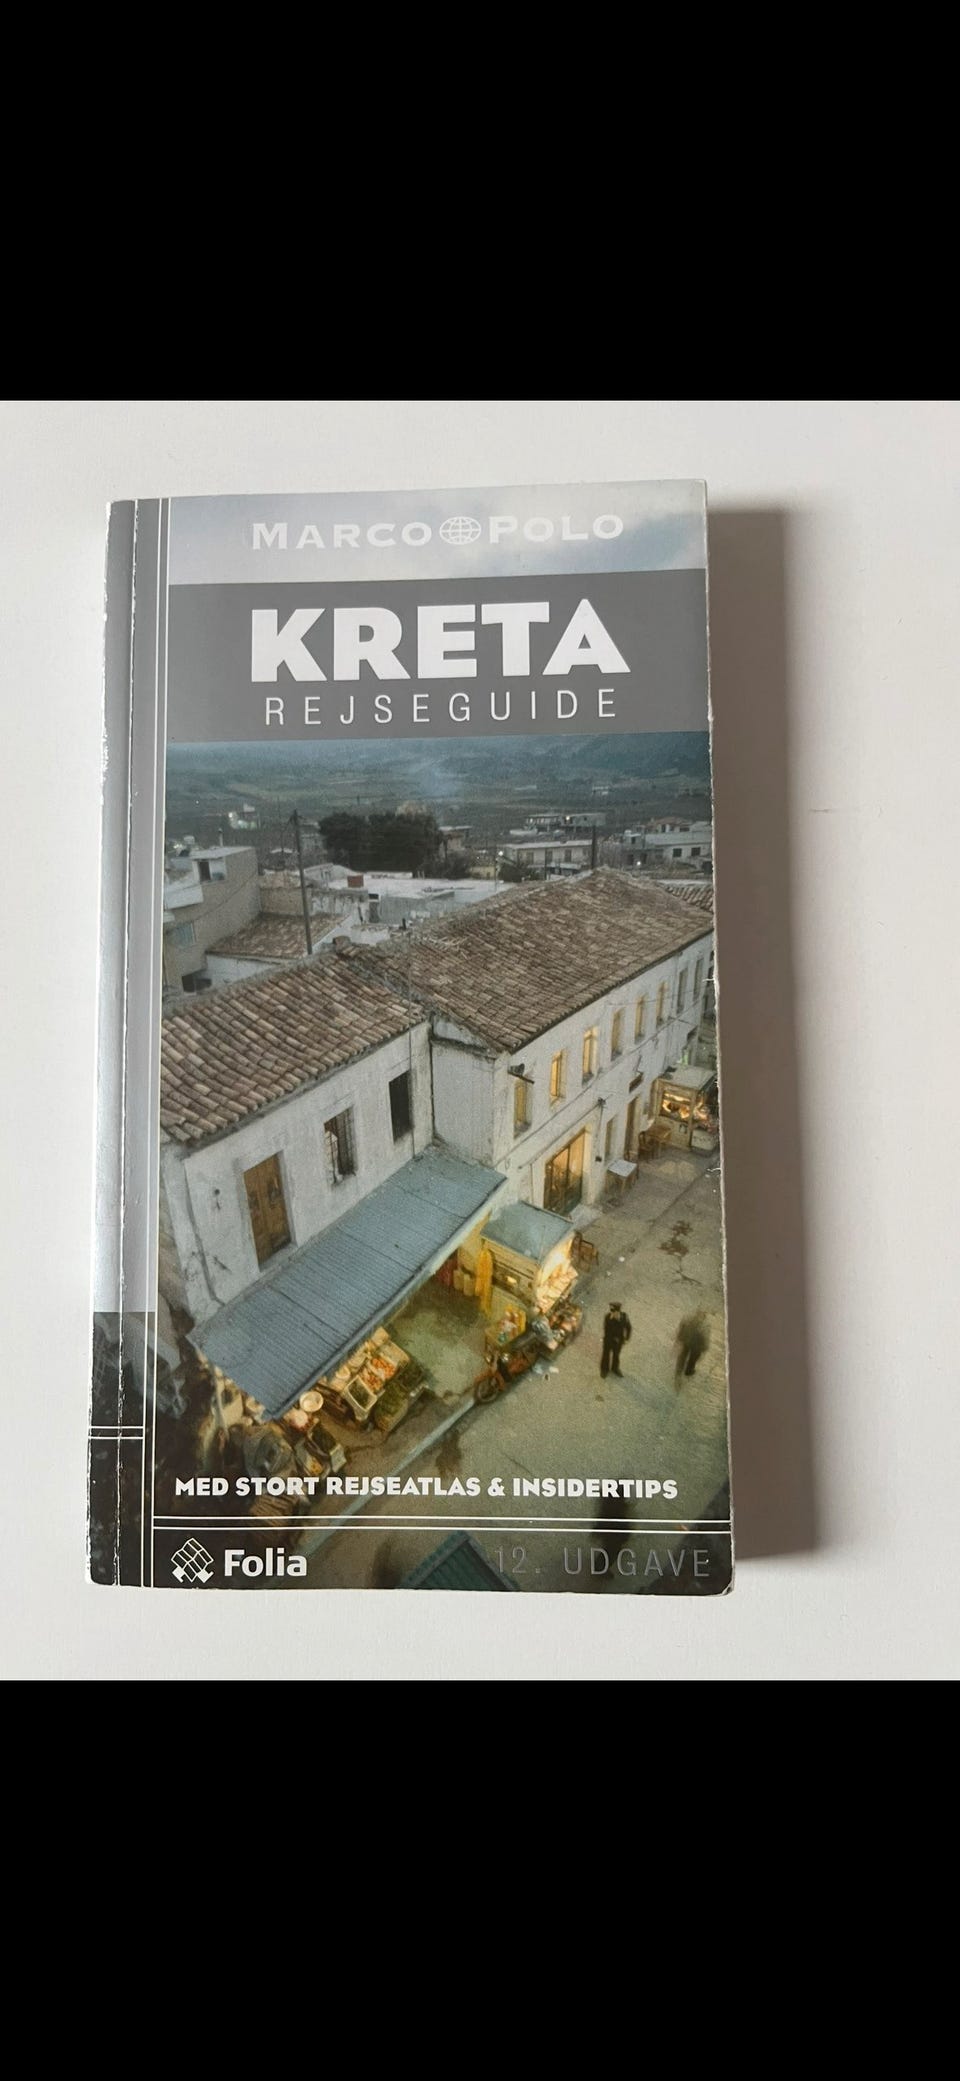 MARCO POLO
KRETA
REJSEGUIDE
MED STORT REJSEATLAS & INSIDERTIPS
Folia
12. UDGAVE